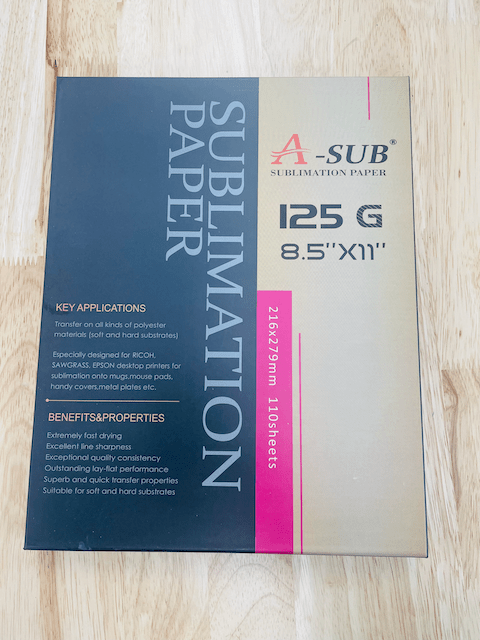 SUBLIMATION
PAPER
A-SUB®
SUBLIMATION PAPER
125 G
8.5"X11"
216x279mm 110sheets
KEY APPLICATIONS
Transfer on all kinds of polyester
materials (soft and hard substrates)
Especially designed for RICOH,
SAWGRASS, EPSON desktop printers for
sublimation onto mugs,mouse pads,
handy covers,metal plates etc.
BENEFITS&PROPERTIES
Extremely fast drying
Excellent line sharpness
Exceptional quality consistency
Outstanding lay-flat performance
Superb and quick transfer properties
Suitable for soft and hard substrates